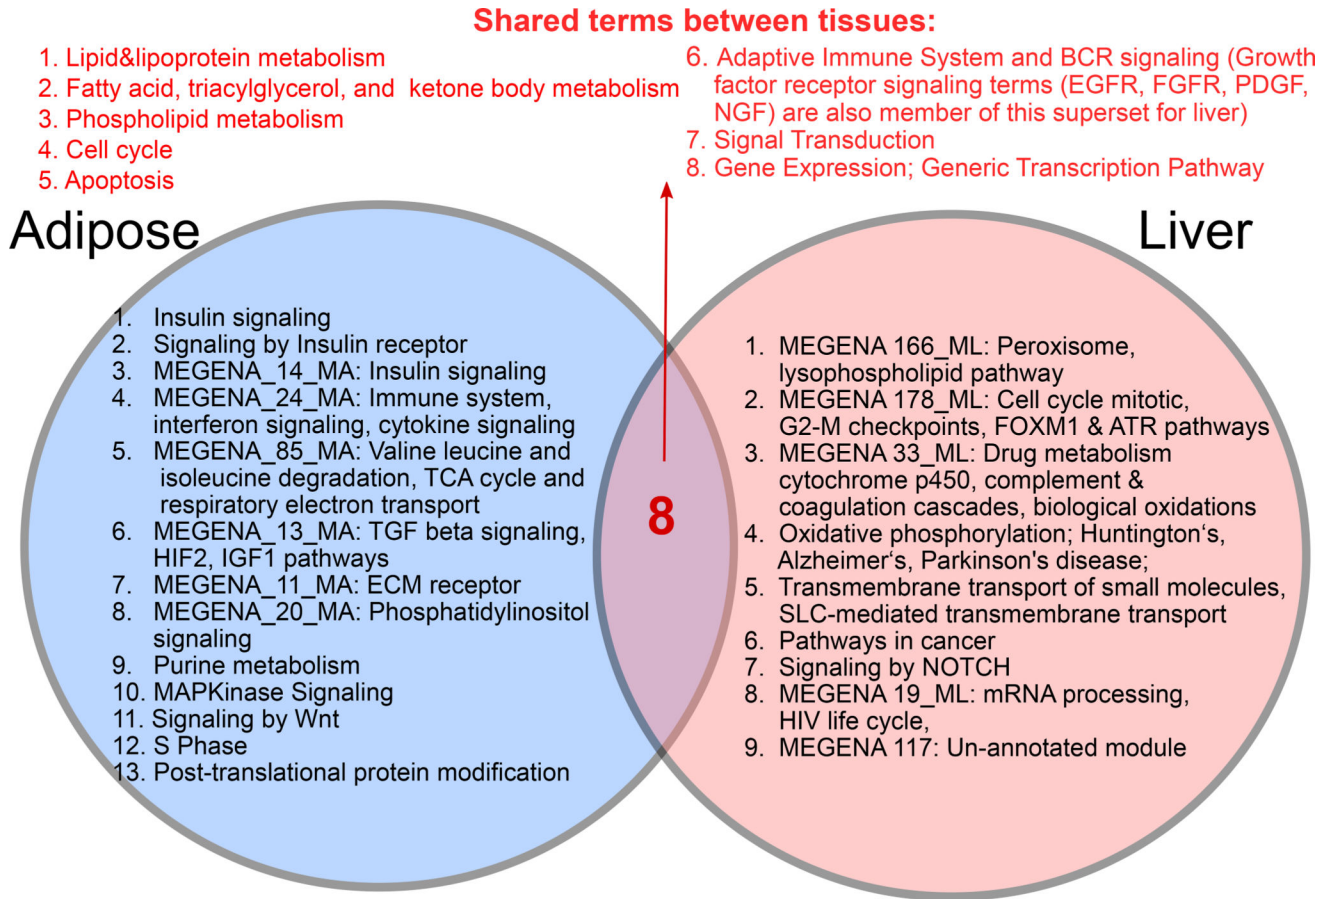 Shared terms between tissues:
1. Lipid&lipoprotein metabolism
2. Fatty acid, triacylglycerol, and ketone body metabolism
3. Phospholipid metabolism
4. Cell cycle
5. Apoptosis
6. Adaptive Immune System and BCR signaling (Growth
factor receptor signaling terms (EGFR, FGFR, PDGF,
NGF) are also member of this superset for liver)
7. Signal Transduction
8. Gene Expression; Generic Transcription Pathway
Adipose
1. Insulin signaling
2. Signaling by Insulin receptor
3. MEGENA_14_MA: Insulin signaling
4. MEGENA_24_MA: Immune system,
interferon signaling, cytokine signaling
5. MEGENA_85_MA: Valine leucine and
isoleucine degradation, TCA cycle and
respiratory electron transport
6. MEGENA_13_MA: TGF beta signaling,
HIF2, IGF1 pathways
7. MEGENA_11_MA: ECM receptor
8. MEGENA_20_MA: Phosphatidylinositol
signaling
9. Purine metabolism
10. MAPKinase Signaling
11. Signaling by Wnt
12. S Phase
13. Post-translational protein modification
8
Liver
1. MEGENA 166_ML: Peroxisome,
lysophospholipid pathway
2. MEGENA 178_ML: Cell cycle mitotic,
G2-M checkpoints, FOXM1 & ATR pathways
3. MEGENA 33_ML: Drug metabolism
cytochrome p450, complement &
coagulation cascades, biological oxidations
4. Oxidative phosphorylation; Huntington‘s,
Alzheimer‘s, Parkinson's disease;
5. Transmembrane transport of small molecules,
SLC-mediated transmembrane transport
6. Pathways in cancer
7. Signaling by NOTCH
8. MEGENA 19_ML: mRNA processing,
HIV life cycle,
9. MEGENA 117: Un-annotated module